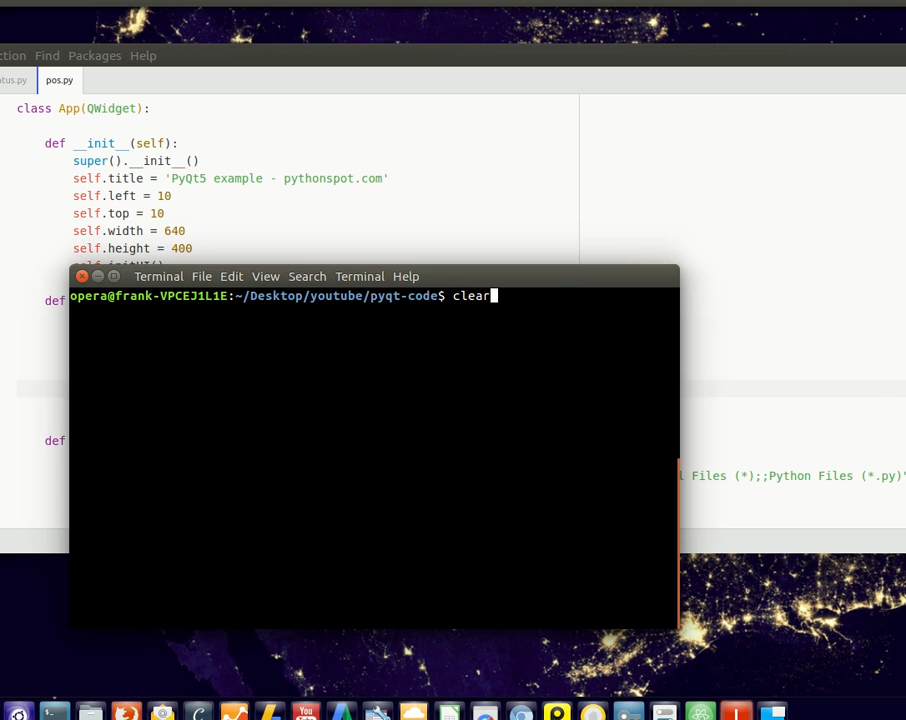 ction Find Packages Help
tus.py pos.py
class App(QWidget):
def __init__(self):
super().__init__()
self.title = 'PyQt5 example - pythonspot.com'
self.left = 10
self.top = 10
self.width = 640
self.height = 400
Terminal File Edit View Search Terminal Help
opera@frank-VPCEJ1L1E:~/Desktop/youtube/pyqt-code$ clear
def
def
l Files (*);;Python Files (*.py)"
You